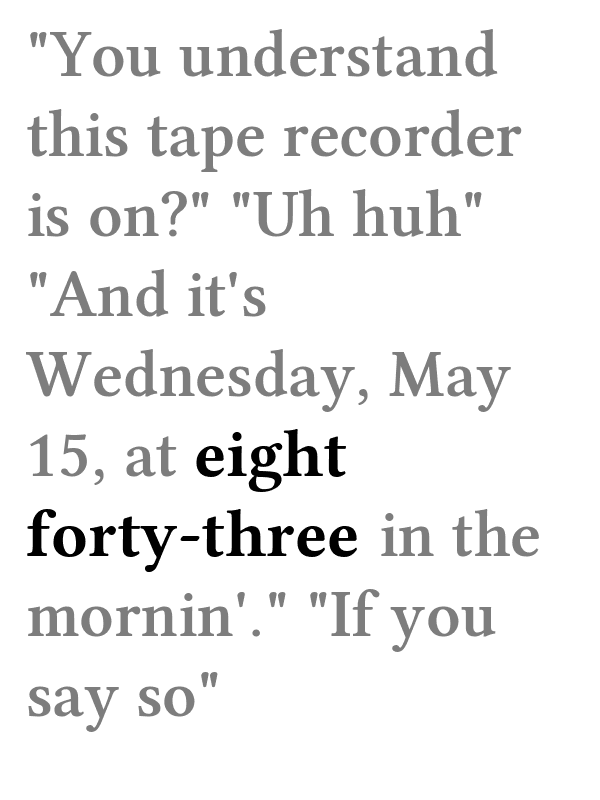 "You understand
this tape recorder
is on?" "Uh huh"
"And it's
Wednesday, May
15, at eight
forty-three in the
mornin'." "If you
say so"